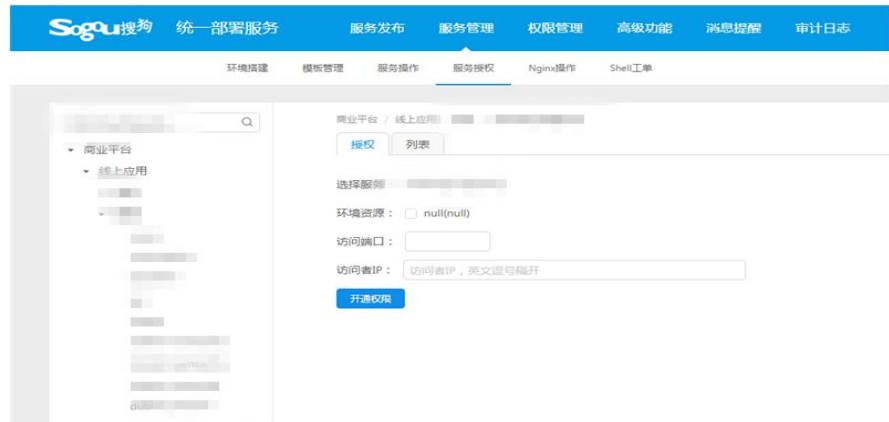 Sogou搜狗 统一部署服务 服务发布 服务管理 权限管理 高级功能 消息提醒 审计日志
环境搭建 模板管理 服务操作 服务授权 Nginx操作 Shell工单
商业平台 / 线上应用
授权 列表
商业平台
线上应用
选择服务
环境资源： null(null)
访问端口：
访问者IP： 访问者IP，英文逗号隔开
开通权限